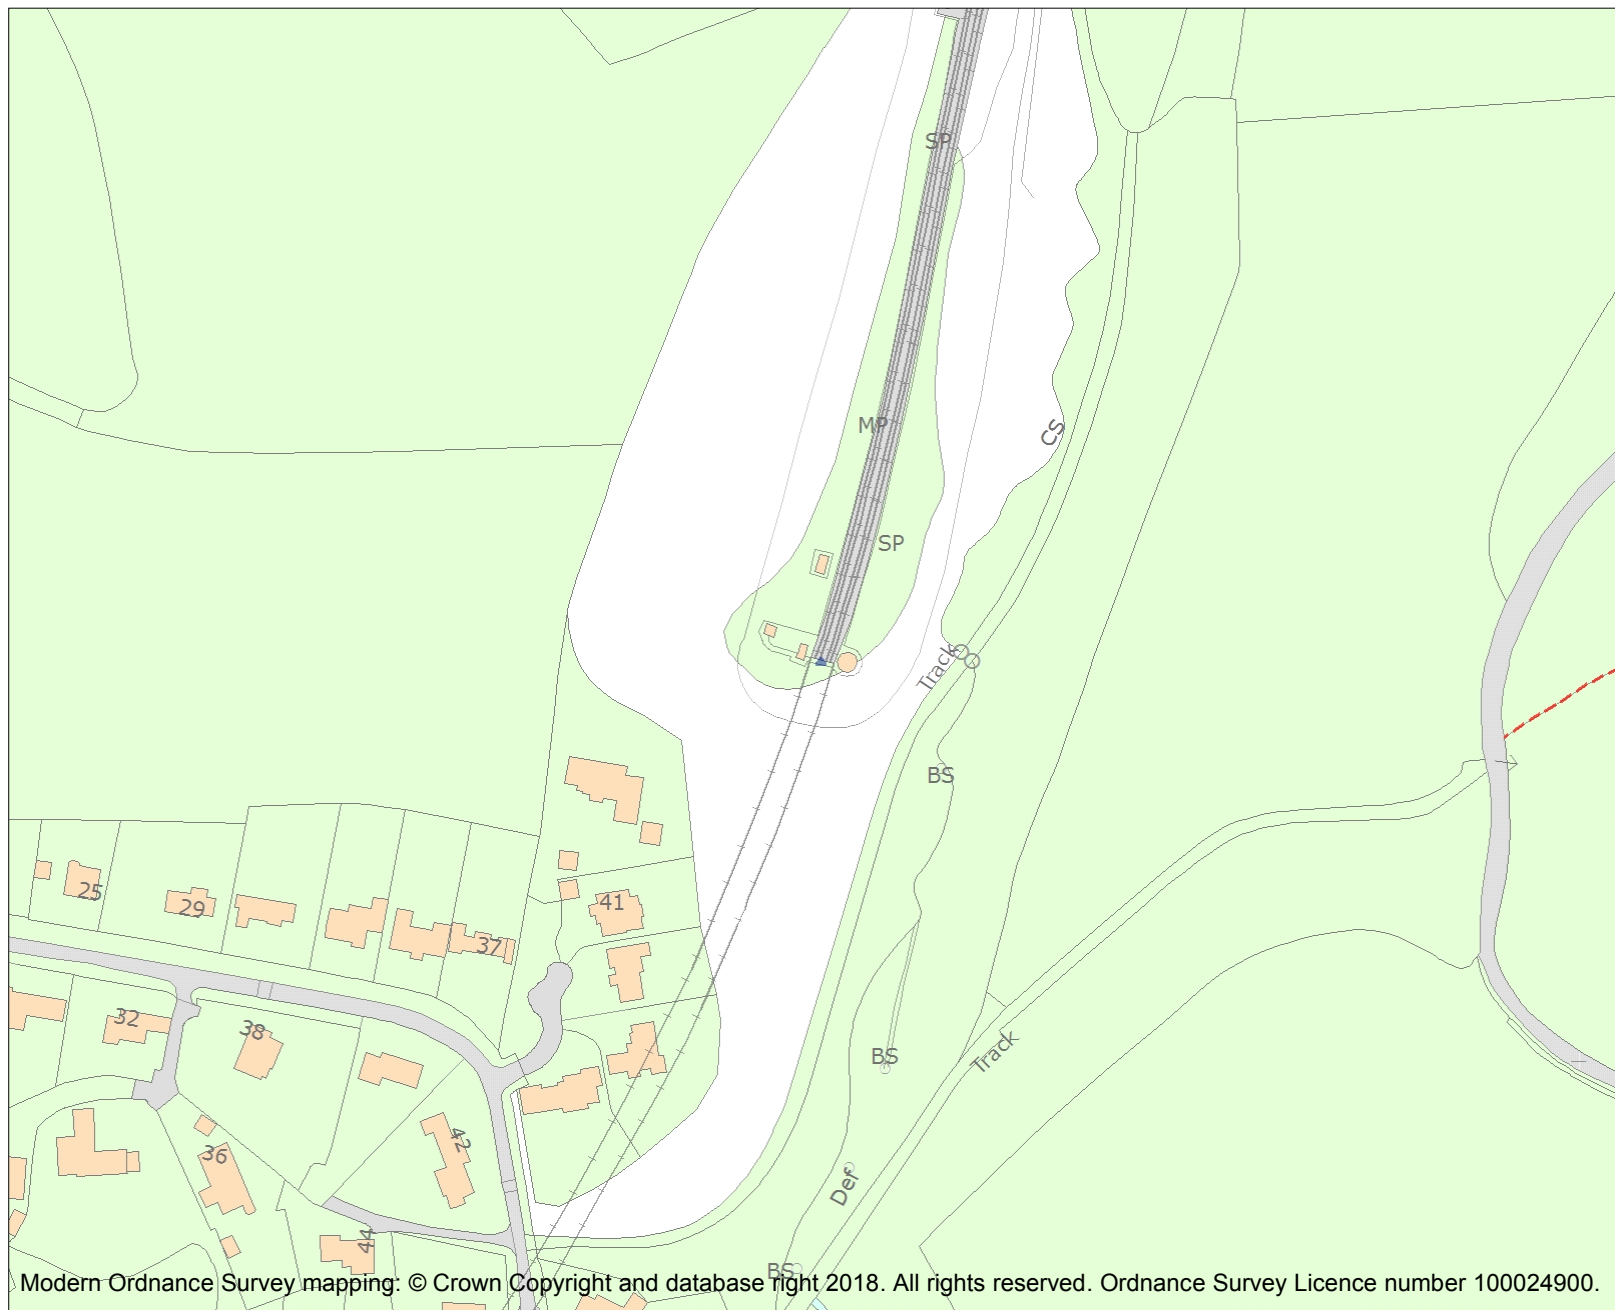 SP
MP
CS
SP
Track
BS
25
29
41
37
32
38
BS
Track
42
36
Def
44
BS
Modern Ordnance Survey mapping: © Crown Copyright and database right 2018. All rights reserved. Ordnance Survey Licence number 100024900.